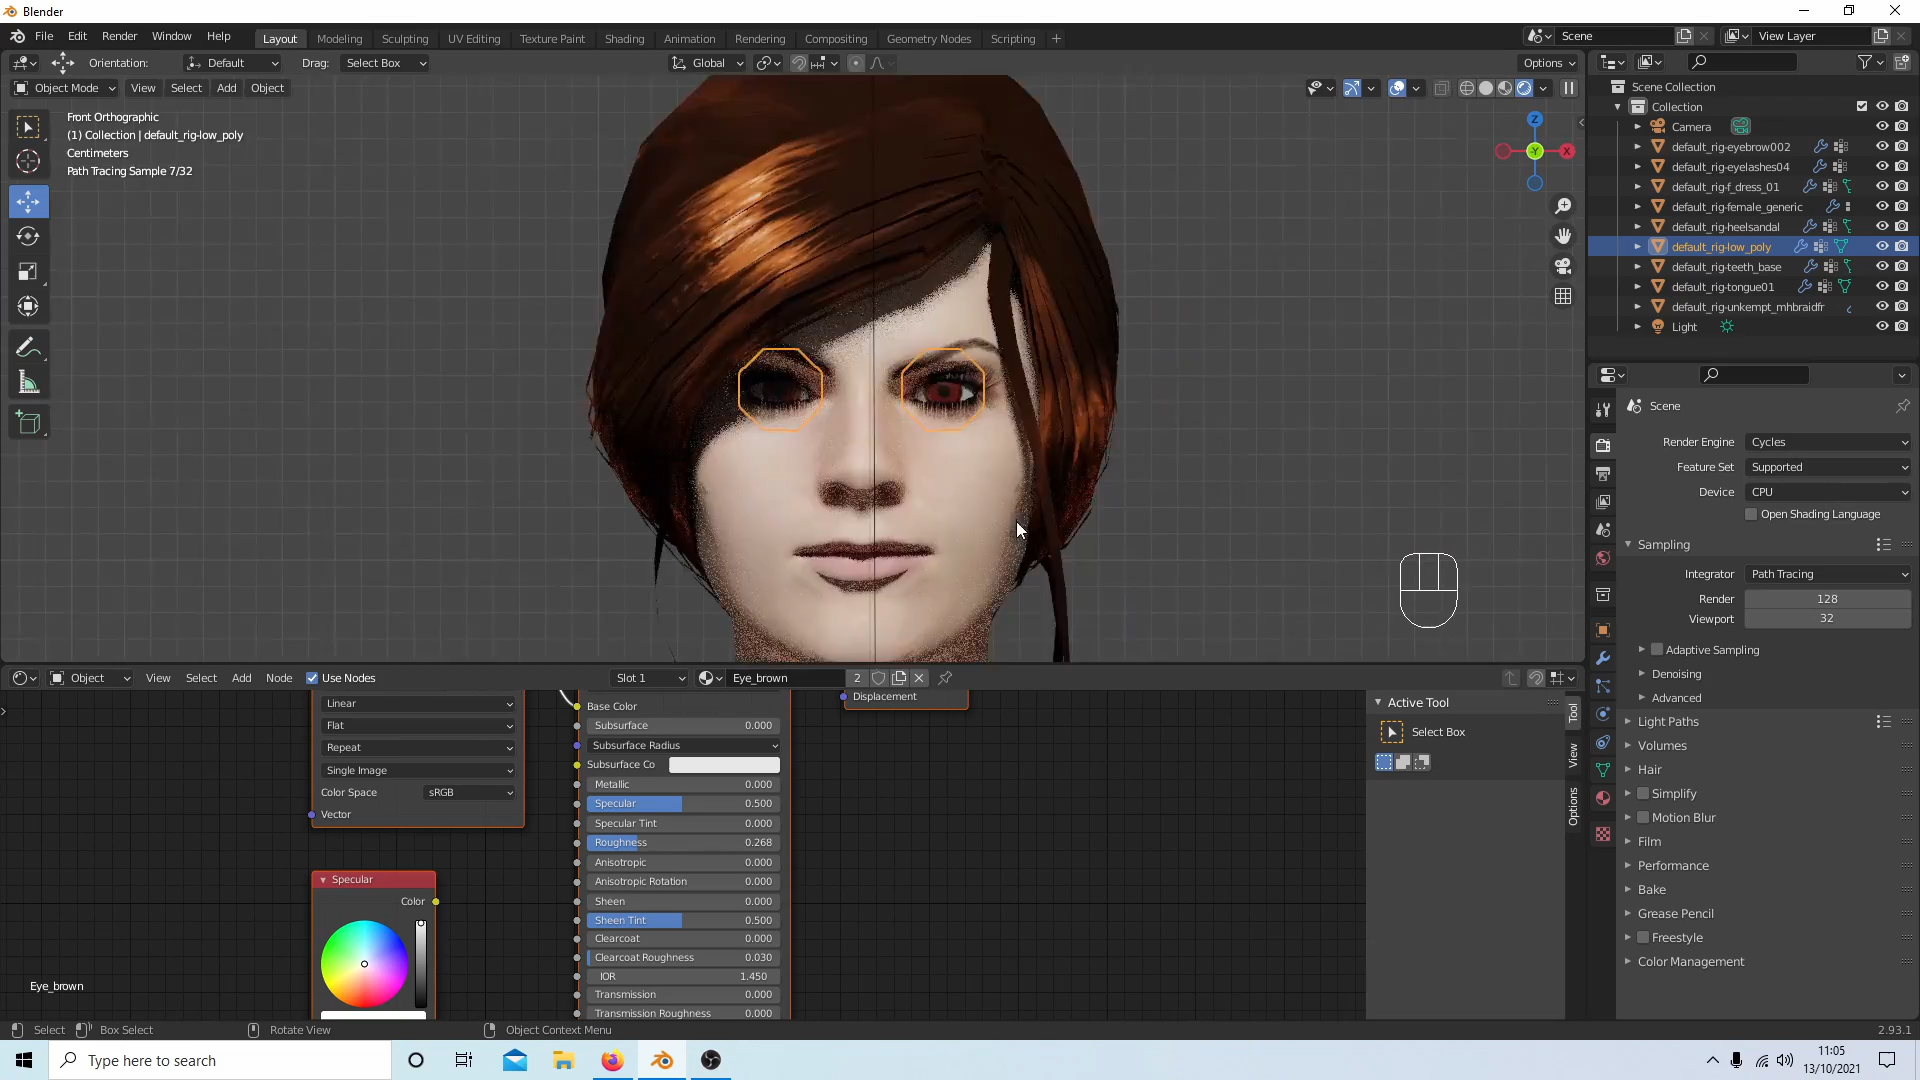 Blender
File Edit Render Window Help
Layout Modeling Sculpting UV Editing Texture Paint Shading Animation Rendering Compositing Geometry Nodes Scripting +
Scene
View Layer
Orientation: Default Drag: Select Box
Global
Options
Object Mode View Select Add Object
Front Orthographic
(1) Collection | default_rig-low_poly
Centimeters
Path Tracing Sample 7/32
Z
X
-Y
Scene Collection
Collection
Camera
default_rig-eyebrow002
default_rig-eyelashes04
default_rig-f_dress_01
default_rig-female_generic
default_rig-heelsandal
default_rig-low_poly
default_rig-teeth_base
default_rig-tongue01
default_rig-unkempt_mhbraidfr
Light
Scene
Render Engine Cycles
Feature Set Supported
Device CPU
Open Shading Language
Sampling
Integrator Path Tracing
Render 128
Viewport 32
Adaptive Sampling
Denoising
Advanced
Light Paths
Volumes
Hair
Simplify
Motion Blur
Film
Performance
Bake
Grease Pencil
Freestyle
Color Management
Object View Select Add Node Use Nodes
Slot 1
Eye_brown 2
Linear
Flat
Repeat
Single Image
Color Space sRGB
Vector
Specular
Color
Base Color
Subsurface 0.000
Subsurface Radius
Subsurface Co
Metallic 0.000
Specular 0.500
Specular Tint 0.000
Roughness 0.268
Anisotropic 0.000
Anisotropic Rotation 0.000
Sheen 0.000
Sheen Tint 0.500
Clearcoat 0.000
Clearcoat Roughness 0.030
IOR 1.450
Transmission 0.000
Transmission Roughness 0.000
Displacement
Active Tool
Select Box
Tool
View
Options
Eye_brown
Select Box Select Rotate View Object Context Menu 2.93.1
Type here to search
11:05
13/10/2021